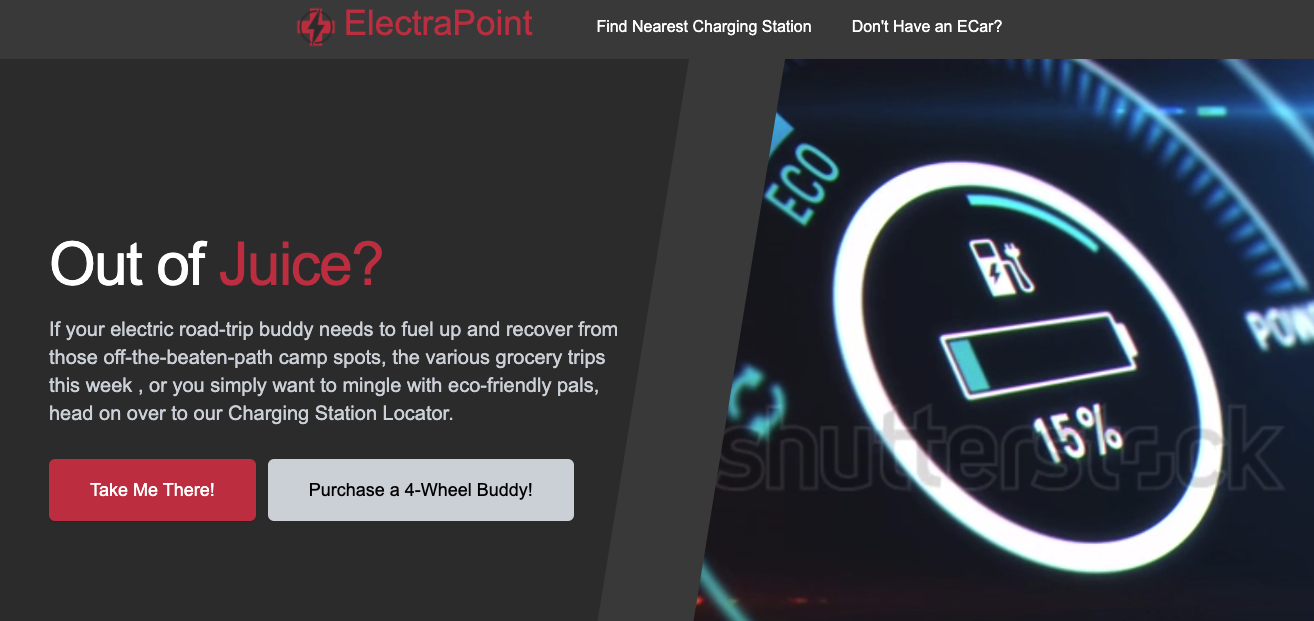 ElectraPoint
Find Nearest Charging Station
Don't Have an ECar?
Out of Juice?
If your electric road-trip buddy needs to fuel up and recover from
those off-the-beaten-path camp spots, the various grocery trips
this week , or you simply want to mingle with eco-friendly pals,
head on over to our Charging Station Locator.
Take Me There!
Purchase a 4-Wheel Buddy!
ECO
POW
15%
shutterstock